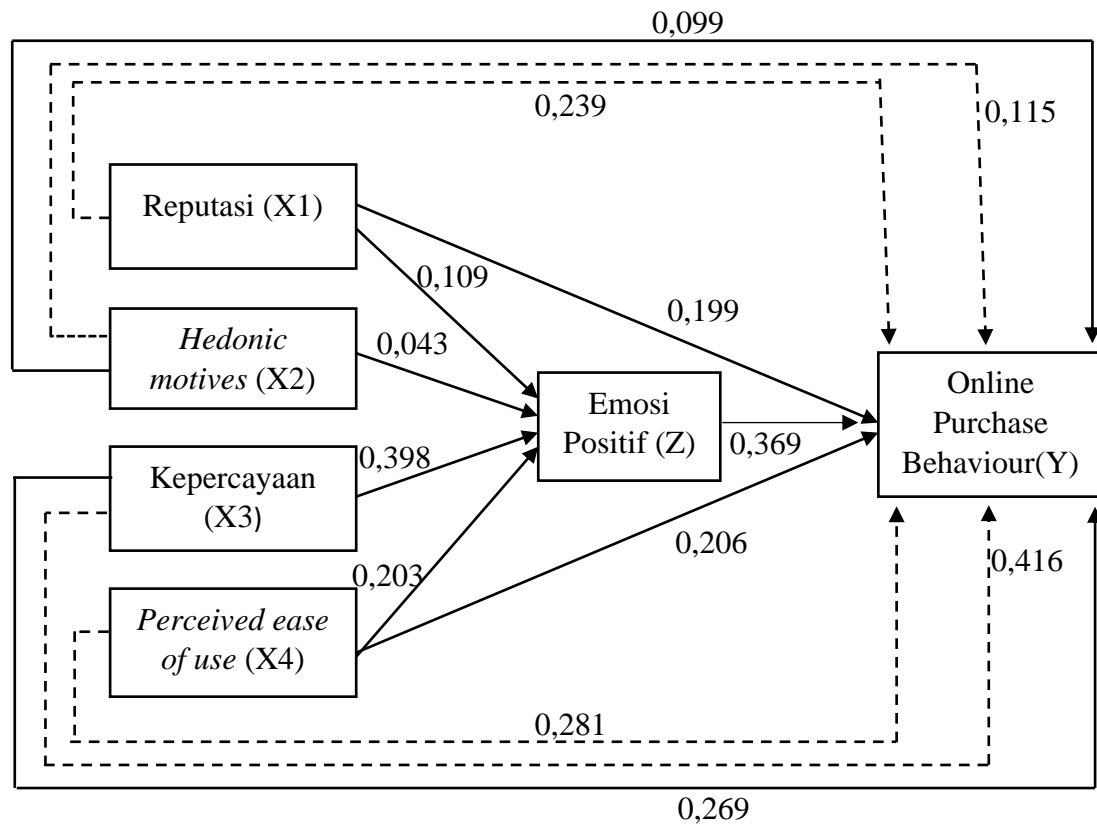 0,099
0,239
0,115
Reputasi (X1)
0,109
0,199
Hedonic
motives (X2)
0,043
Emosi
Positif (Z)
0,369
Online
Purchase
Behaviour(Y)
Kepercayaan
(X3)
0,398
0,203
0,206
0,416
Perceived ease
of use (X4)
0,281
0,269